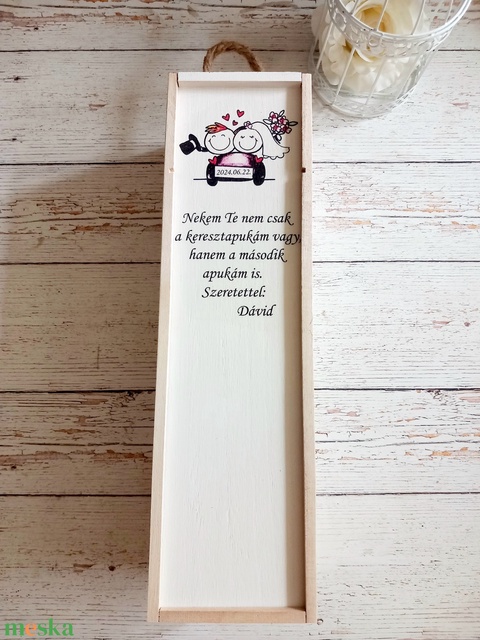 2024.06.22.
Nekem Te nem csak
a keresztapukám vagy,
hanem a második
apukám is.
Szeretettel:
Dávid
meska